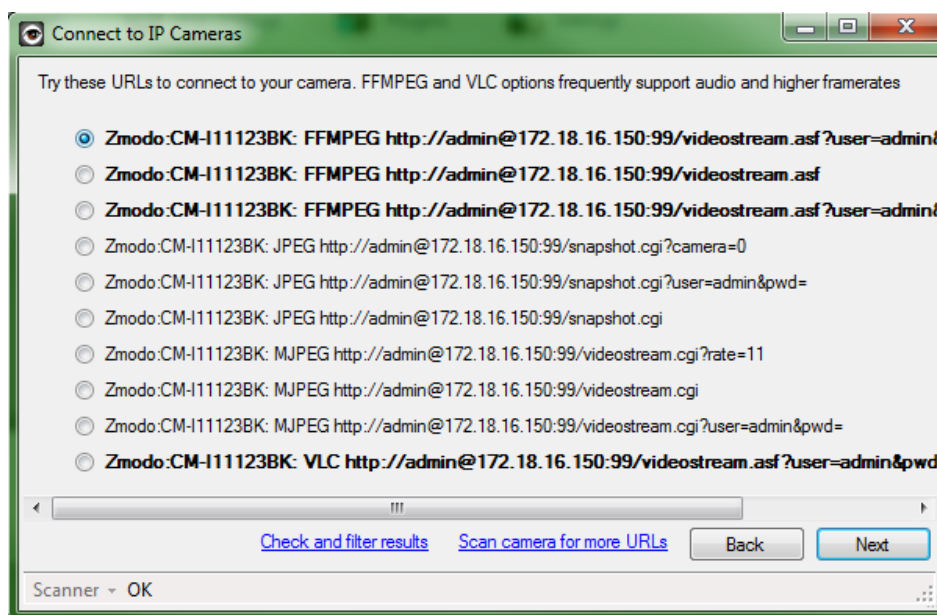 Connect to IP Cameras
Try these URLs to connect to your camera. FFMPEG and VLC options frequently support audio and higher framerates
Zmodo:CM-I11123BK: FFMPEG http://admin@172.18.16.150:99/videostream.asf?user=admin&
Zmodo:CM-I11123BK: FFMPEG http://admin@172.18.16.150:99/videostream.asf
Zmodo:CM-I11123BK: FFMPEG http://admin@172.18.16.150:99/videostream.asf?user=admin&
Zmodo:CM-I11123BK: JPEG http://admin@172.18.16.150:99/snapshot.cgi?camera=0
Zmodo:CM-I11123BK: JPEG http://admin@172.18.16.150:99/snapshot.cgi?user=admin&pwd=
Zmodo:CM-I11123BK: JPEG http://admin@172.18.16.150:99/snapshot.cgi
Zmodo:CM-I11123BK: MJPEG http://admin@172.18.16.150:99/videostream.cgi?rate=11
Zmodo:CM-I11123BK: MJPEG http://admin@172.18.16.150:99/videostream.cgi
Zmodo:CM-I11123BK: MJPEG http://admin@172.18.16.150:99/videostream.cgi?user=admin&pwd=
Zmodo:CM-I11123BK: VLC http://admin@172.18.16.150:99/videostream.asf?user=admin&pwd
Check and filter results Scan camera for more URLs Back Next
Scanner OK